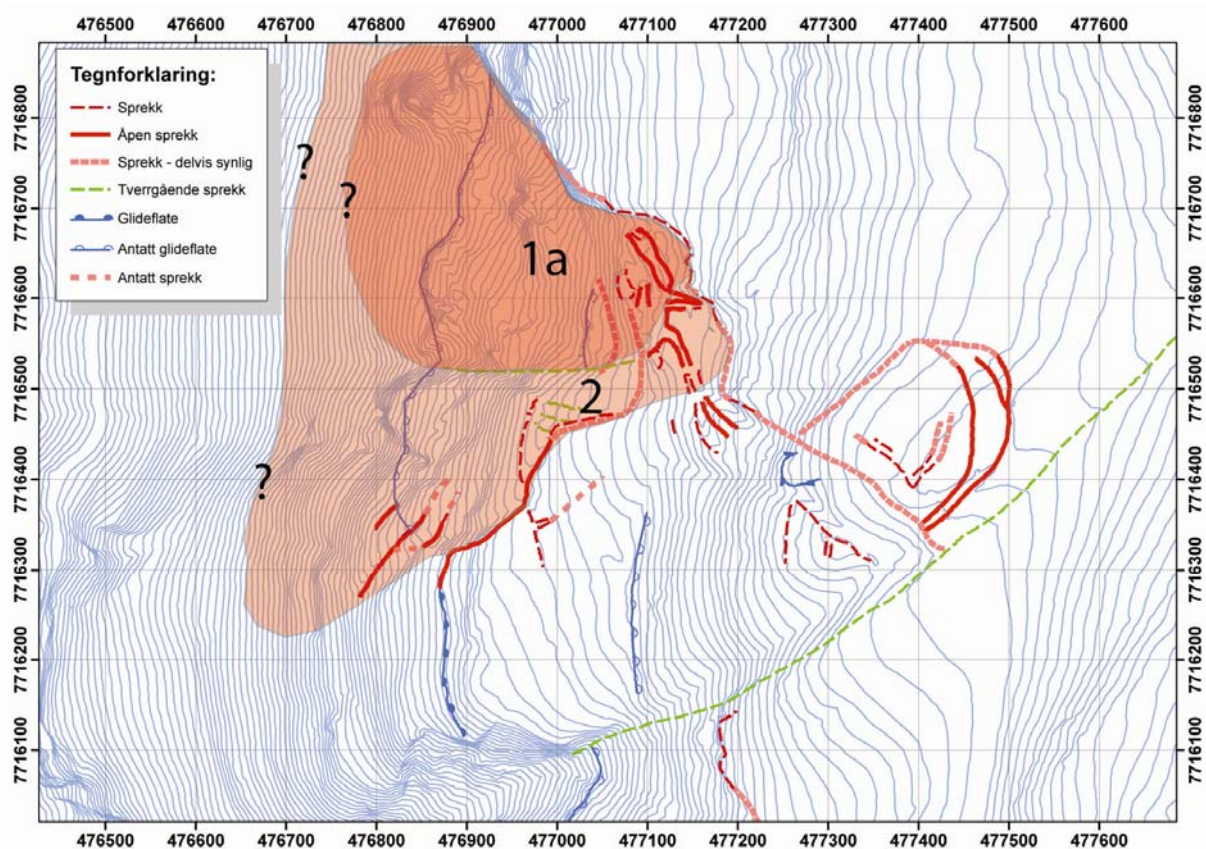 476500 476600 476700 476800 476900 477000 477100 477200 477300 477400 477500 477600
Tegnforklaring:
Sprekk
Åpen sprekk
Sprekk - delvis synlig
Tverrgående sprekk
Glideflate
Antatt glideflate
Antatt sprekk
7716800 7716800
?
?
7716700 7716700
1a
7716600 7716600
7716500 7716500
2
?
7716400 7716400
7716300 7716300
7716200 7716200
7716100 7716100
476500 476600 476700 476800 476900 477000 477100 477200 477300 477400 477500 477600